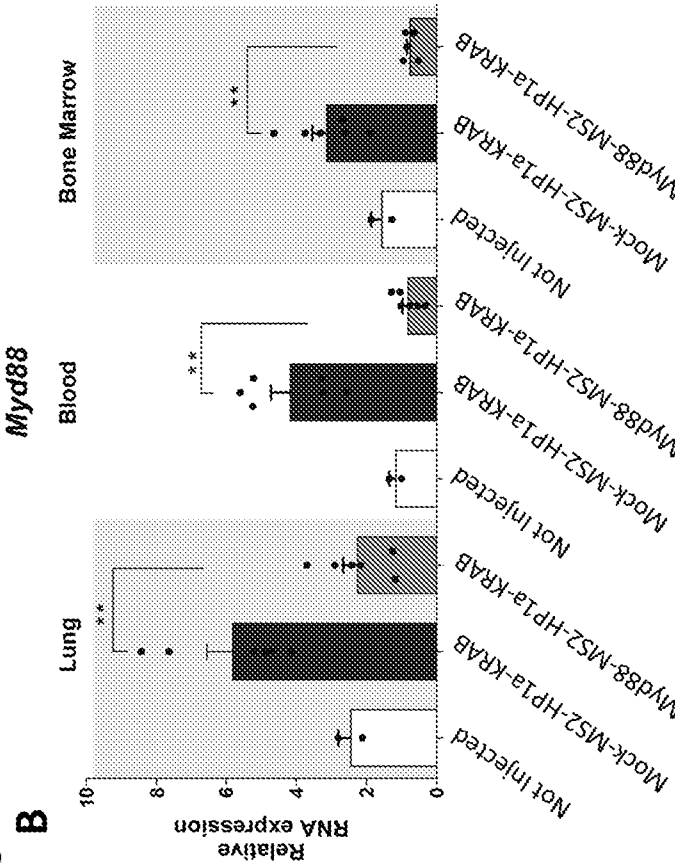 B
Myd88
Lung
Blood
Bone Marrow
Relative
RNA expression
10
8
6
4
2
0
**
**
**
Not Injected
Mock-MS2-HP1a-KRAB
Myd88-MS2-HP1a-KRAB
Not Injected
Mock-MS2-HP1a-KRAB
Myd88-MS2-HP1a-KRAB
Not Injected
Mock-MS2-HP1a-KRAB
Myd88-MS2-HP1a-KRAB